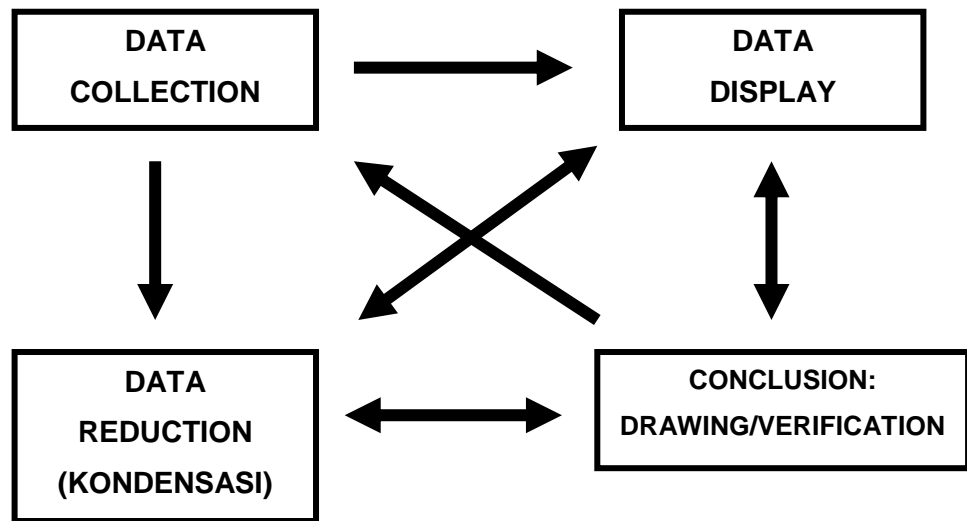 DATA
COLLECTION
DATA
DISPLAY
DATA
REDUCTION
(KONDENSASI)
CONCLUSION:
DRAWING/VERIFICATION